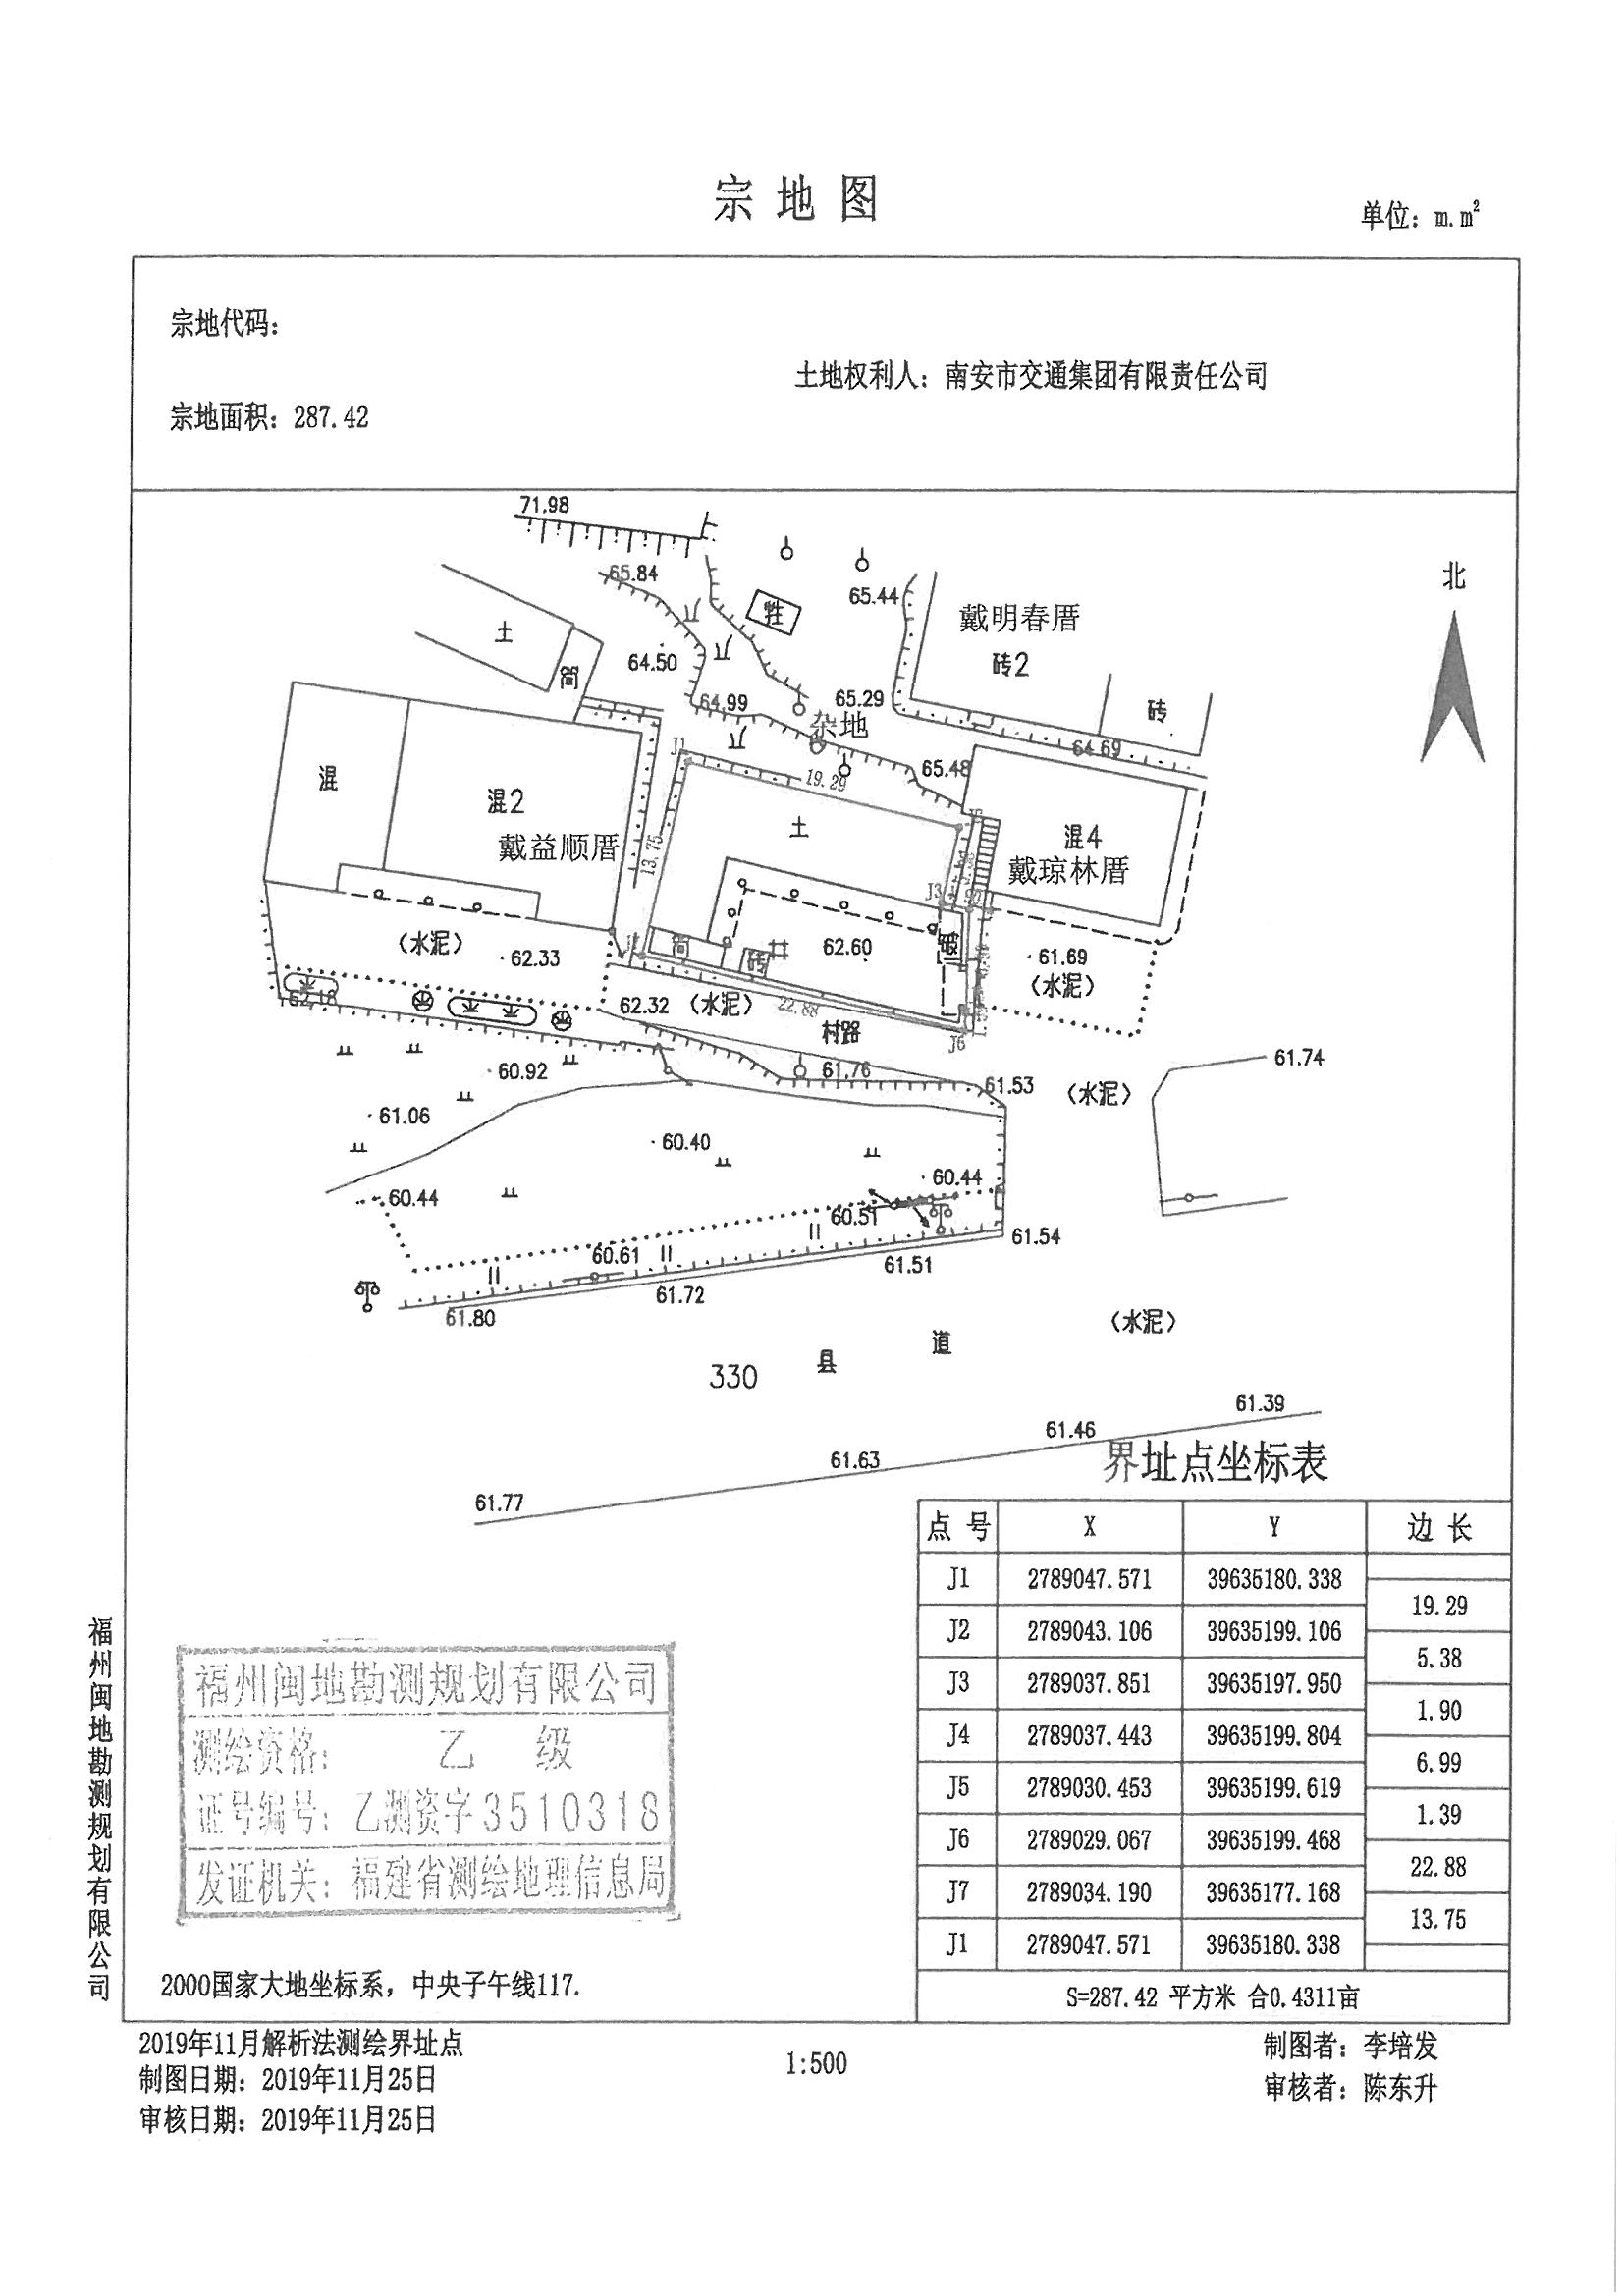 宗地图
单位: m.m²
宗地代码:
土地权利人: 南安市交通集团有限责任公司
宗地面积: 287.42
71.98
65.84
牲
65.44
戴明春厝
北
土
64.50
简
砖2
64.99
65.29
杂地
砖
64.69
J1
65.48
混
混2
19.29
土
混4
戴益顺厝
13.75
戴琼林厝
J3
(水泥)
62.33
简
砖
井
62.60
破
61.69
(水泥)
62.18
62.32
(水泥)
22.88
村路
J6
60.92
61.76
61.53
(水泥)
61.74
61.06
60.40
60.44
60.44
60.51
60.61
61.54
61.51
61.72
61.80
(水泥)
330
县
道
61.39
61.46
61.63
61.77
界址点坐标表
点号 X Y 边长
J1 2789047.571 39635180.338
19.29
J2 2789043.106 39635199.106
5.38
J3 2789037.851 39635197.950
1.90
J4 2789037.443 39635199.804
6.99
J5 2789030.453 39635199.619
1.39
J6 2789029.067 39635199.468
22.88
J7 2789034.190 39635177.168
13.75
J1 2789047.571 39635180.338
S=287.42 平方米 合0.4311亩
福州闽地勘测规划有限公司
测绘资格: 乙 级
证号编号: 乙测资字3510318
发证机关: 福建省测绘地理信息局
2000国家大地坐标系, 中央子午线117.
福州闽地勘测规划有限公司
2019年11月解析法测绘界址点
制图日期: 2019年11月25日
审核日期: 2019年11月25日
1:500
制图者: 李培发
审核者: 陈东升